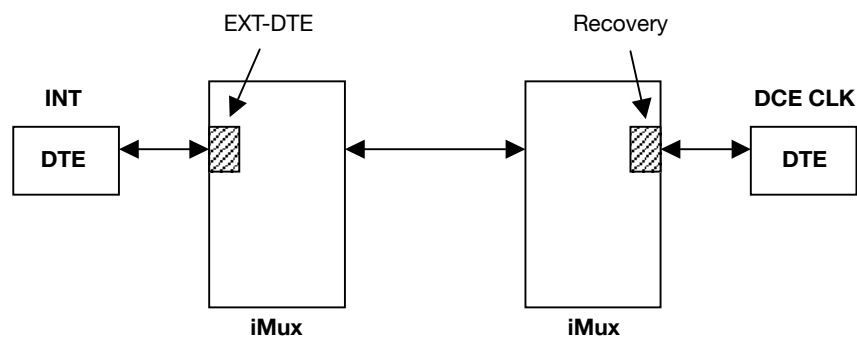 EXT-DTE
Recovery
INT
DCE CLK
DTE
DTE
iMux
iMux